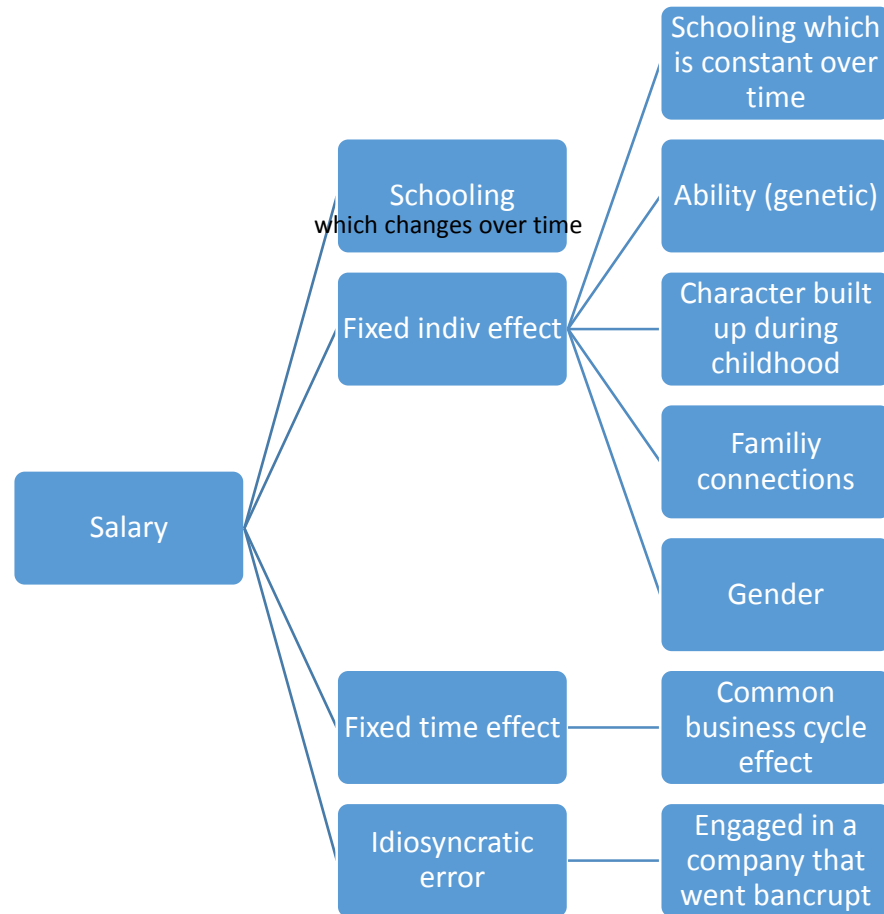 Salary
Schooling
which changes over time
Fixed indiv effect
Fixed time effect
Idiosyncratic
error
Schooling which
is constant over
time
Ability (genetic)
Character built
up during
childhood
Familiy
connections
Gender
Common
business cycle
effect
Engaged in a
company that
went bancrupt